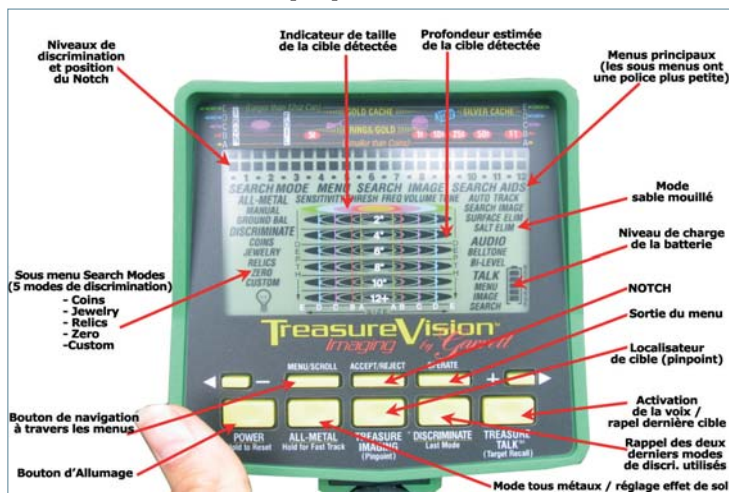 Niveaux de
discrimination
et position
du Notch
Indicateur de taille
de la cible détectée
Profondeur estimée
de la cible détectée
Menus principaux
(les sous menus ont
une police plus petite)
Mode
sable mouillé
Niveau de charge
de la batterie
NOTCH
Sortie du menu
Localisateur
de cible (pinpoint)
Activation
de la voix /
rapel dernière cible
Rappel des deux
derniers modes
de discri. utilisés
Mode tous métaux / réglage effet de sol
Sous menu Search Modes
(5 modes de discrimination)
- Coins
- Jewelry
- Relics
- Zero
-Custom
Bouton de navigation
à travers les menus
Bouton d'Allumage
GOLD CACHE
SILVER CACHE
RING& GOLD
(Smaller than Coins)
1 2 3 4 5 6 7 8 9 10 11 12
SEARCH MODE MENU SEARCH IMAGE SEARCH AIDS
ALL-METAL
MANUAL
GROUND BAL
DISCRIMINATE
COINS
JEWELRY
RELICS
ZERO
CUSTOM
SENSITIVITY THRESH FREQ VOLUME TONE
2"
4"
6"
8"
10"
12+
AUTO TRACK
SEARCH IMAGE
SURFACE ELIM
SALT ELIM
AUDIO
BELLTONE
BI-LEVEL
TALK
MENU
IMAGE
SEARCH
TreasureVision
Imaging by Garrett
MENU/SCROLL
ACCEPT/REJECT
OPERATE
POWER
Hold to Reset
ALL-METAL
Hold for Fast Track
TREASURE
IMAGING
(Pinpoint)
DISCRIMINATE
Last Mode
TREASURE
TALK
(Target Recall)